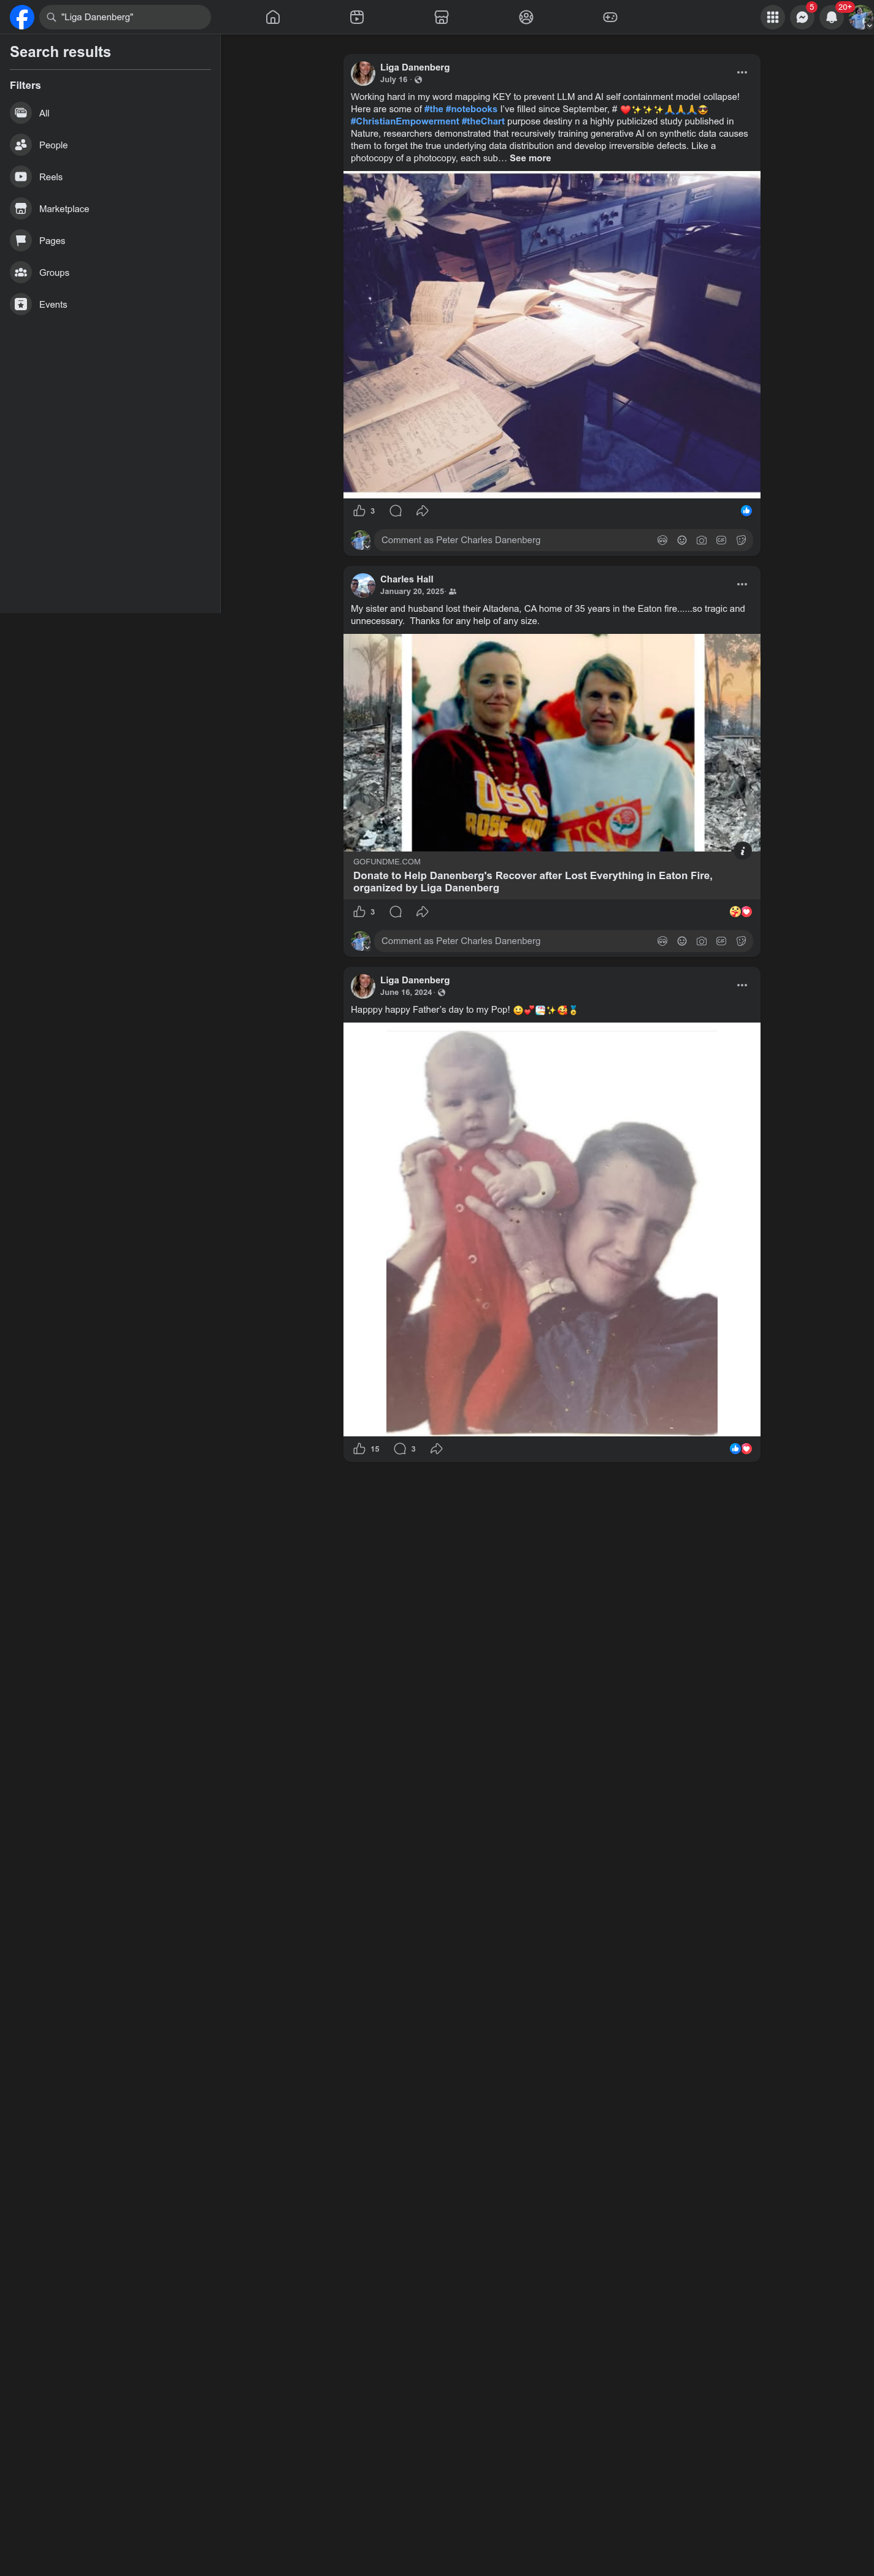 "Liga Danenberg"
5
20+
Search results
Filters
All
People
Reels
Marketplace
Pages
Groups
Events
Liga Danenberg
July 16 ·
Working hard in my word mapping KEY to prevent LLM and AI self containment model collapse!
Here are some of #the #notebooks I've filled since September, # ❤️✨✨✨🙏🙏🙏😎
#ChristianEmpowerment #theChart purpose destiny n a highly publicized study published in
Nature, researchers demonstrated that recursively training generative AI on synthetic data causes
them to forget the true underlying data distribution and develop irreversible defects. Like a
photocopy of a photocopy, each sub… See more
3
Comment as Peter Charles Danenberg
Charles Hall
January 20, 2025 ·
My sister and husband lost their Altadena, CA home of 35 years in the Eaton fire......so tragic and
unnecessary.  Thanks for any help of any size.
USC
ROSE BOWL
USC
GOFUNDME.COM
Donate to Help Danenberg's Recover after Lost Everything in Eaton Fire,
organized by Liga Danenberg
3
Comment as Peter Charles Danenberg
Liga Danenberg
June 16, 2024 ·
Happpy happy Father's day to my Pop!
15
3